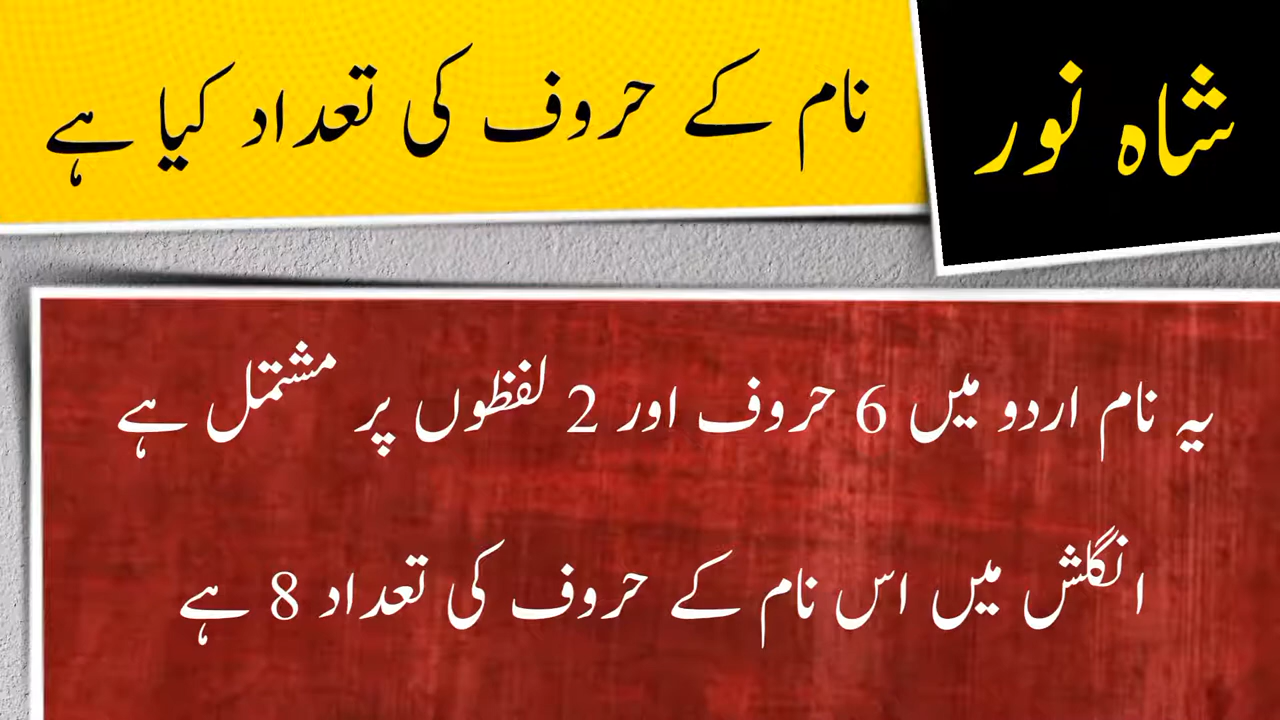 شاہ نور
نام کے حروف کی تعداد کیا ہے
یہ نام اردو میں 6 حروف اور 2 لفظوں پر مشتمل ہے
انگلش میں اس نام کے حروف کی تعداد 8 ہے